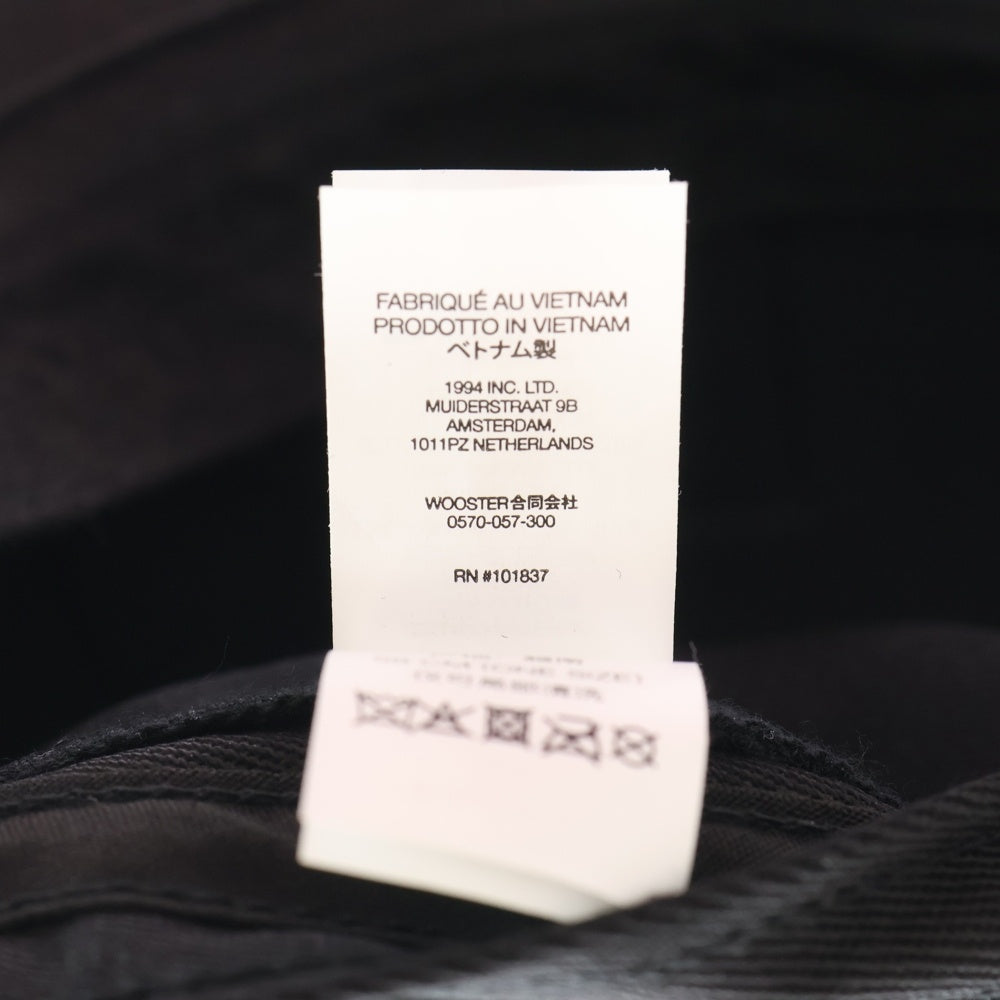 FABRIQUÉ AU VIETNAM
PRODOTTO IN VIETNAM
ベトナム製
1994 INC. LTD.
MUIDERSTRAAT 9B
AMSTERDAM,
1011PZ NETHERLANDS
WOOSTER合同会社
0570-057-300
RN #101837